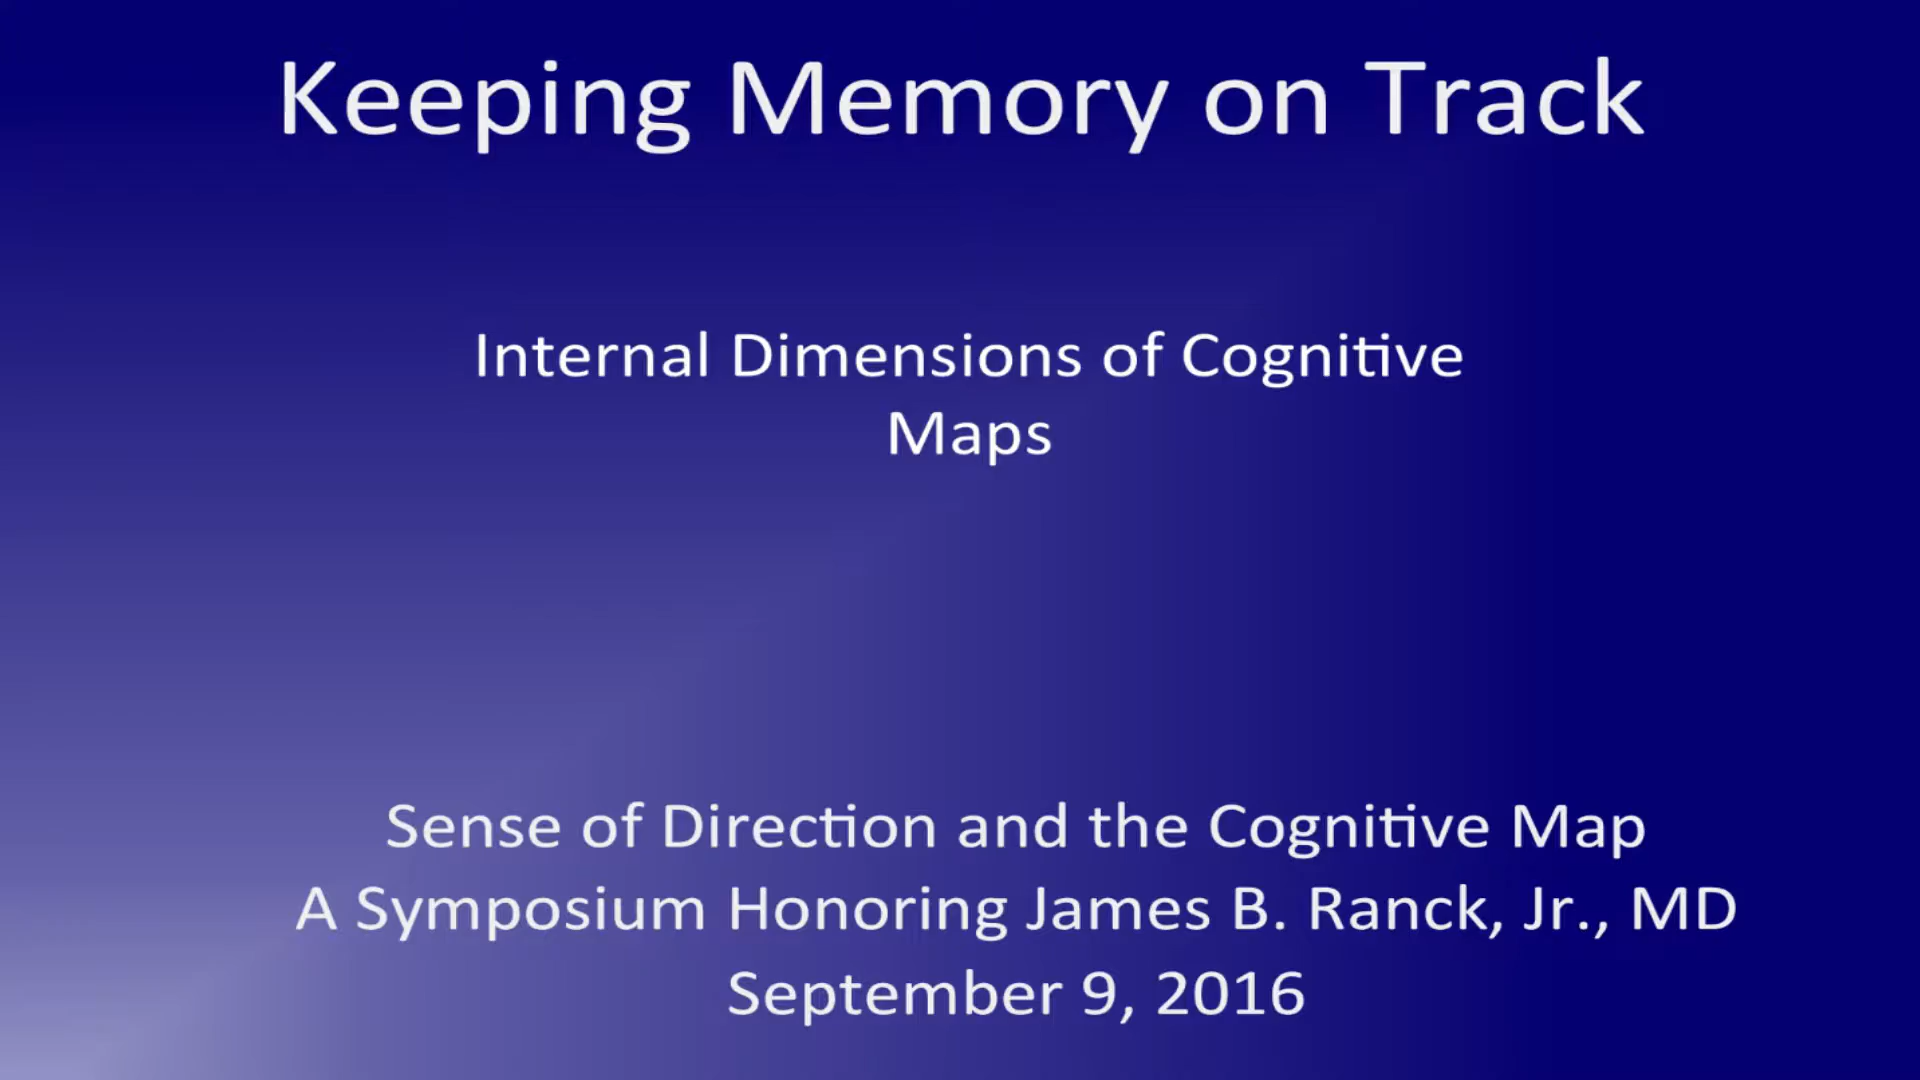 Keeping Memory on Track
Internal Dimensions of Cognitive
Maps
Sense of Direction and the Cognitive Map
A Symposium Honoring James B. Ranck, Jr., MD
September 9, 2016